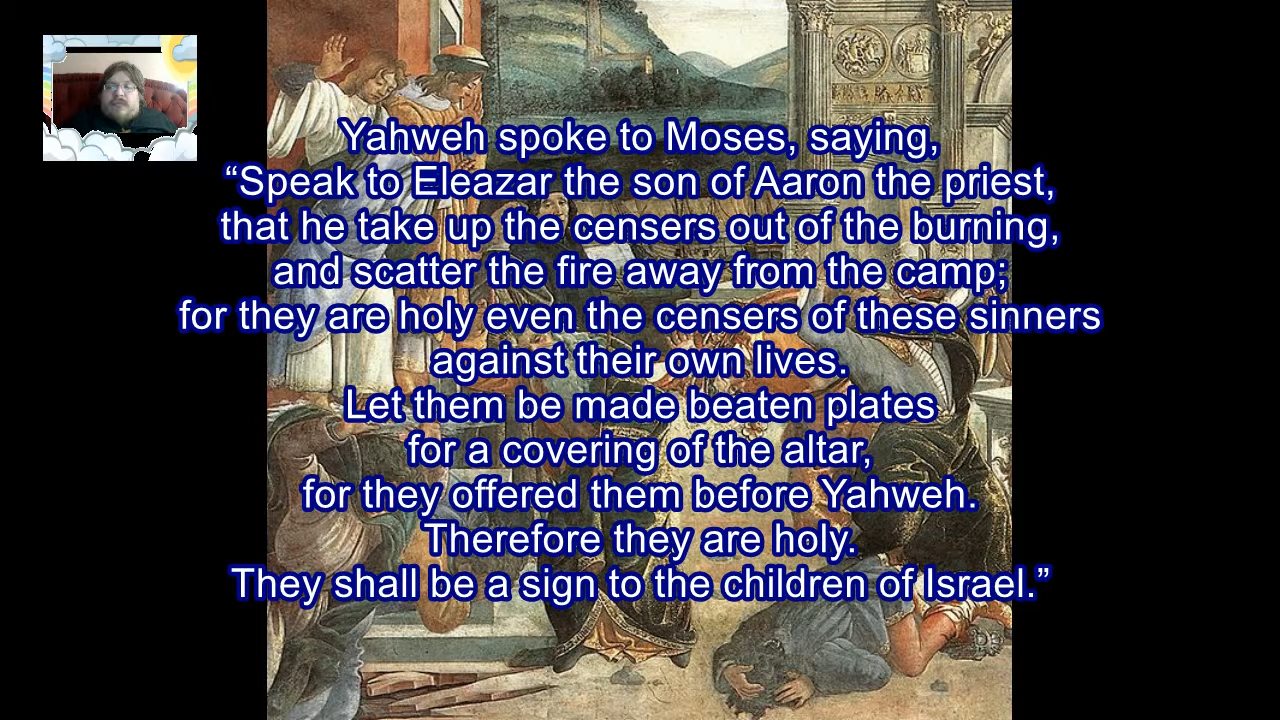 Yahweh spoke to Moses, saying,
“Speak to Eleazar the son of Aaron the priest,
that he take up the censers out of the burning,
and scatter the fire away from the camp;
for they are holy even the censers of these sinners
against their own lives.
Let them be made beaten plates
for a covering of the altar,
for they offered them before Yahweh.
Therefore they are holy.
They shall be a sign to the children of Israel.”